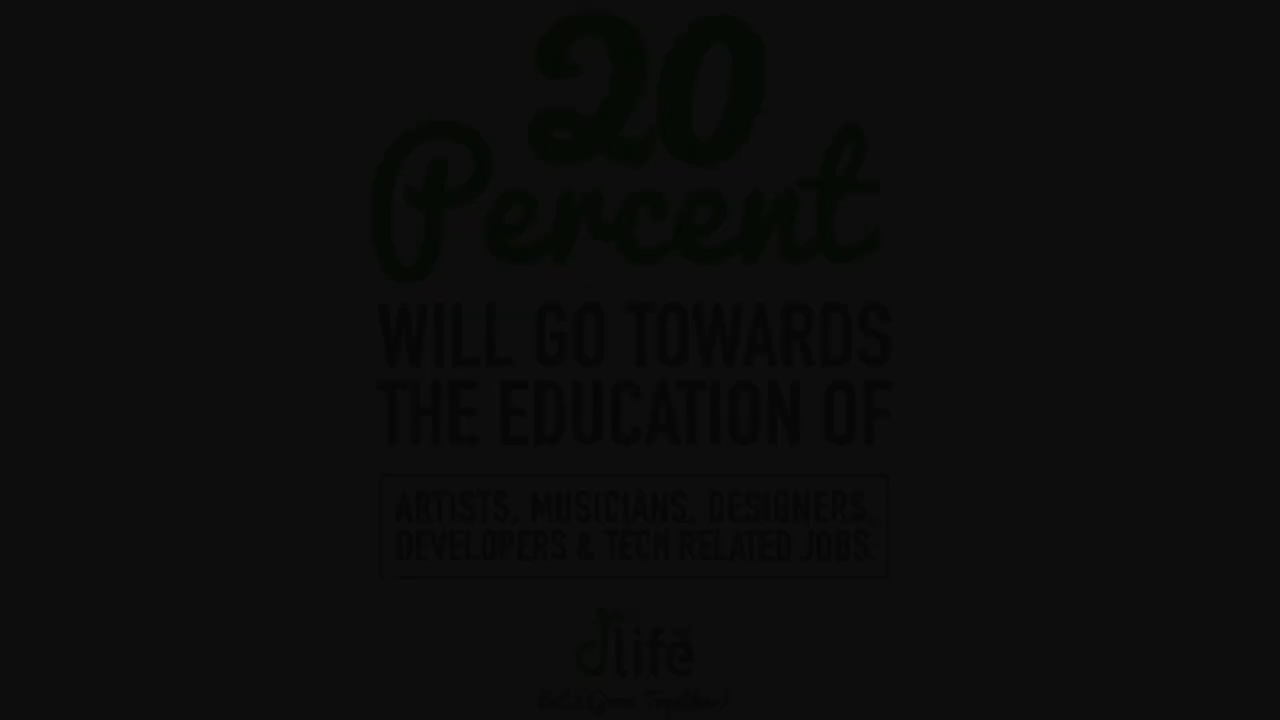 20
Percent
WILL GO TOWARDS
THE EDUCATION OF
ARTISTS, MUSICIANS, DESIGNERS,
DEVELOPERS & TECH RELATED JOBS.
life